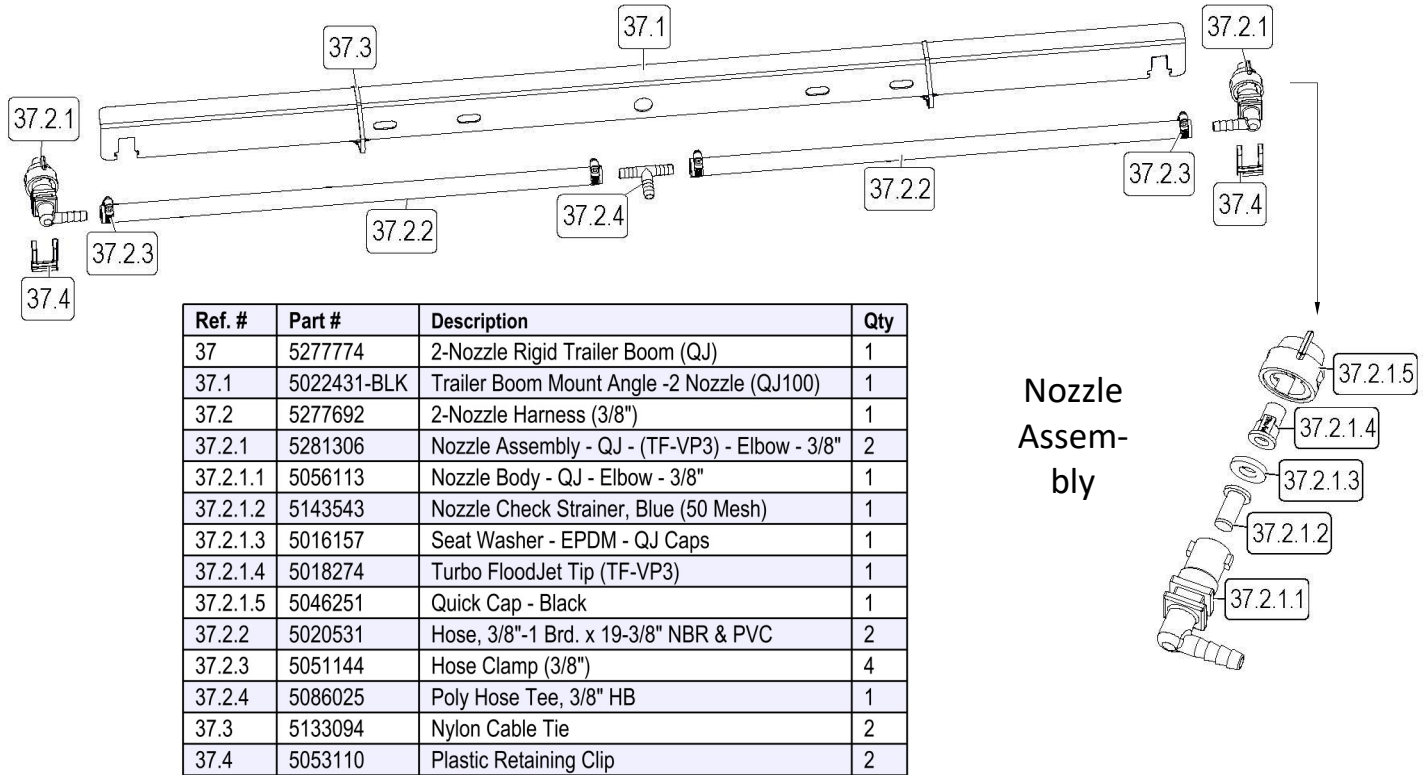 37.1
37.2.1
37.3
37.2.1
37.2.3
37.2.2
37.4
37.2.4
37.2.2
37.2.3
37.4
Ref. # Part # Description Qty
37 5277774 2-Nozzle Rigid Trailer Boom (QJ) 1
37.1 5022431-BLK Trailer Boom Mount Angle -2 Nozzle (QJ100) 1
37.2 5277692 2-Nozzle Harness (3/8") 1
37.2.1 5281306 Nozzle Assembly - QJ - (TF-VP3) - Elbow - 3/8" 2
37.2.1.1 5056113 Nozzle Body - QJ - Elbow - 3/8" 1
37.2.1.2 5143543 Nozzle Check Strainer, Blue (50 Mesh) 1
37.2.1.3 5016157 Seat Washer - EPDM - QJ Caps 1
37.2.1.4 5018274 Turbo FloodJet Tip (TF-VP3) 1
37.2.1.5 5046251 Quick Cap - Black 1
37.2.2 5020531 Hose, 3/8"-1 Brd. x 19-3/8" NBR & PVC 2
37.2.3 5051144 Hose Clamp (3/8") 4
37.2.4 5086025 Poly Hose Tee, 3/8" HB 1
37.3 5133094 Nylon Cable Tie 2
37.4 5053110 Plastic Retaining Clip 2
Nozzle
Assem-
bly
37.2.1.5
37.2.1.4
37.2.1.3
37.2.1.2
37.2.1.1